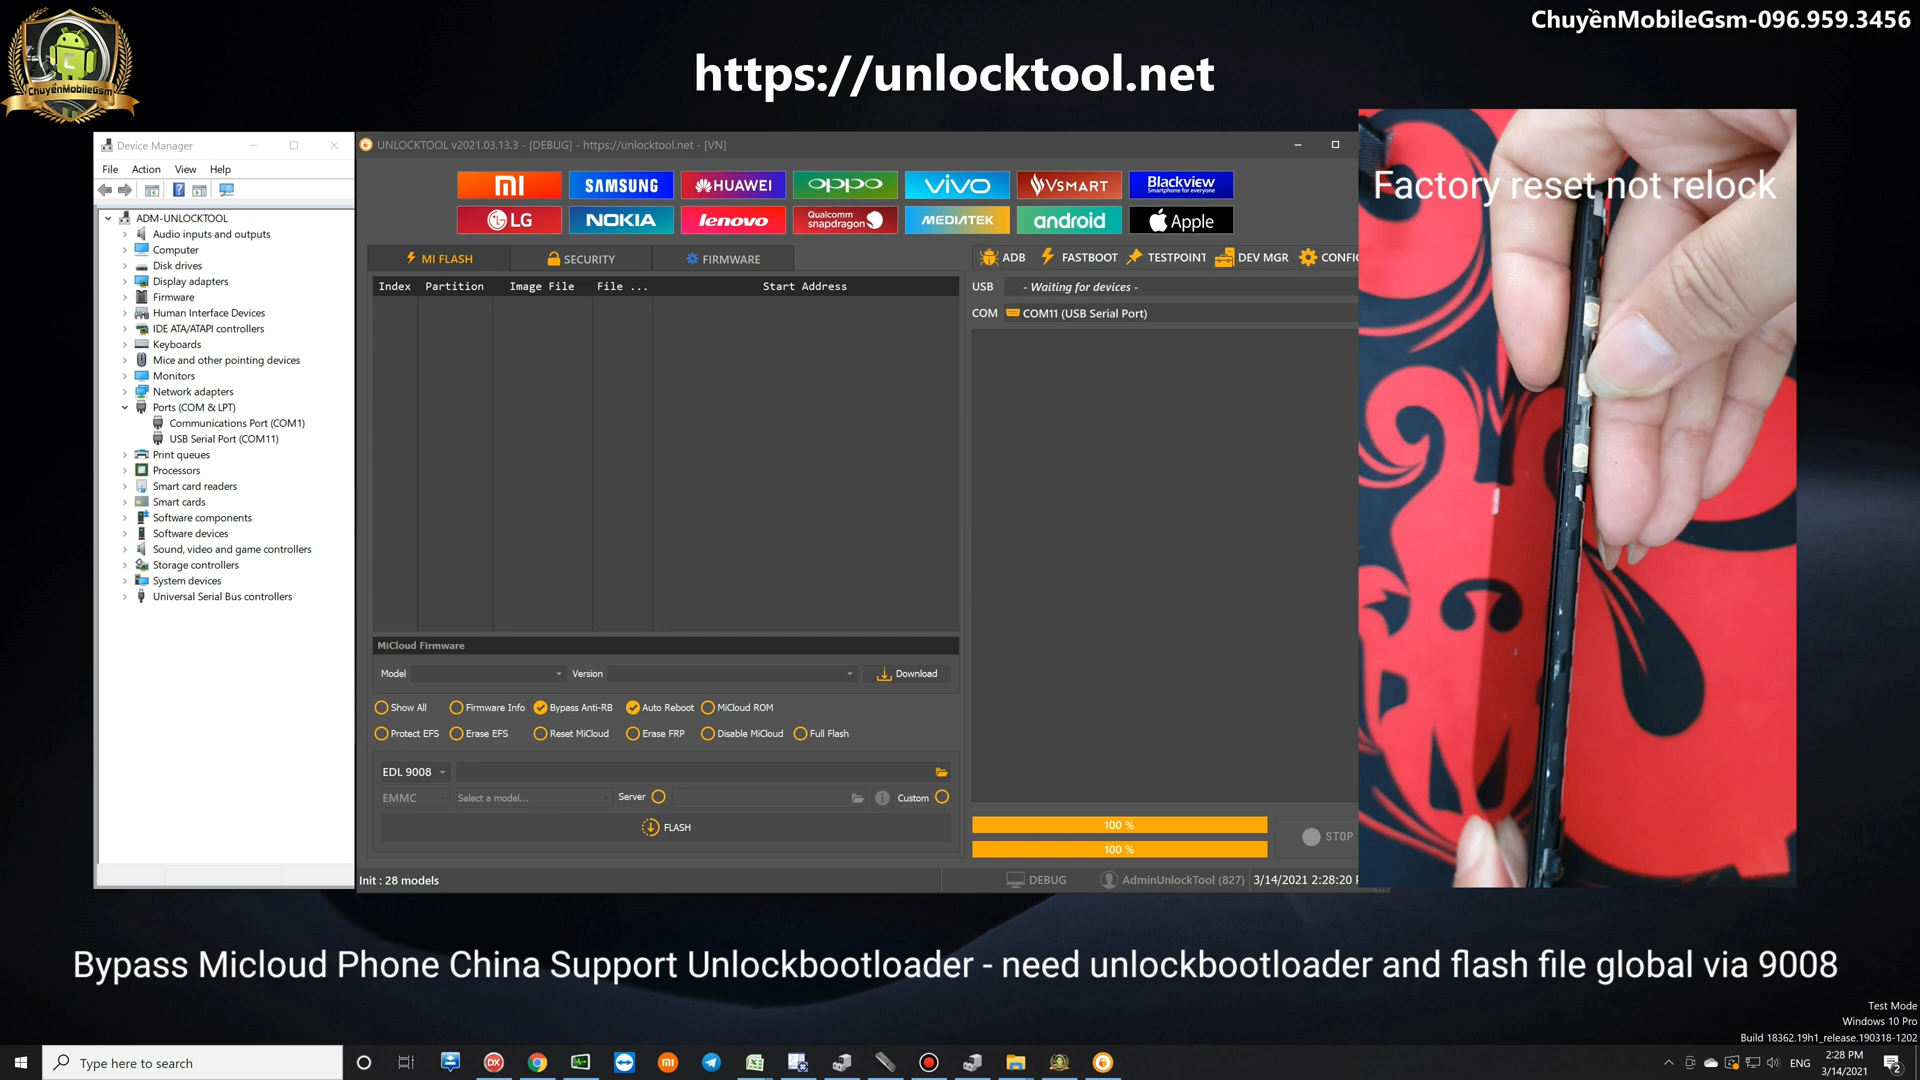 ChuyềnMobileGsm-096.959.3456
ChuyểnMobileGsm
https://unlocktool.net
Device Manager
File Action View Help
ADM-UNLOCKTOOL
Audio inputs and outputs
Computer
Disk drives
Display adapters
Firmware
Human Interface Devices
IDE ATA/ATAPI controllers
Keyboards
Mice and other pointing devices
Monitors
Network adapters
Ports (COM & LPT)
Communications Port (COM1)
USB Serial Port (COM11)
Print queues
Processors
Smart card readers
Smart cards
Software components
Software devices
Sound, video and game controllers
Storage controllers
System devices
Universal Serial Bus controllers
UNLOCKTOOL v2021.03.13.3 - [DEBUG] - https://unlocktool.net - [VN]
MI SAMSUNG HUAWEI OPPO VIVO VSMART Blackview
Smartphone for everyone
LG NOKIA lenovo Qualcomm snapdragon MEDIATEK android Apple
MI FLASH SECURITY FIRMWARE
ADB FASTBOOT TESTPOINT DEV MGR CONFIG
Index Partition Image File File ... Start Address
USB - Waiting for devices -
COM COM11 (USB Serial Port)
MiCloud Firmware
Model Version Download
Show All Firmware Info Bypass Anti-RB Auto Reboot MiCloud ROM
Protect EFS Erase EFS Reset MiCloud Erase FRP Disable MiCloud Full Flash
EDL 9008
EMMC Select a model... Server Custom
FLASH
100 %
100 %
STOP
Init : 28 models
DEBUG AdminUnlockTool (827) 3/14/2021 2:28:20 P
Factory reset not relock
Bypass Micloud Phone China Support Unlockbootloader - need unlockbootloader and flash file global via 9008
Test Mode
Windows 10 Pro
Build 18362.19h1_release.190318-1202
Type here to search
DX
ENG
2:28 PM
3/14/2021
2